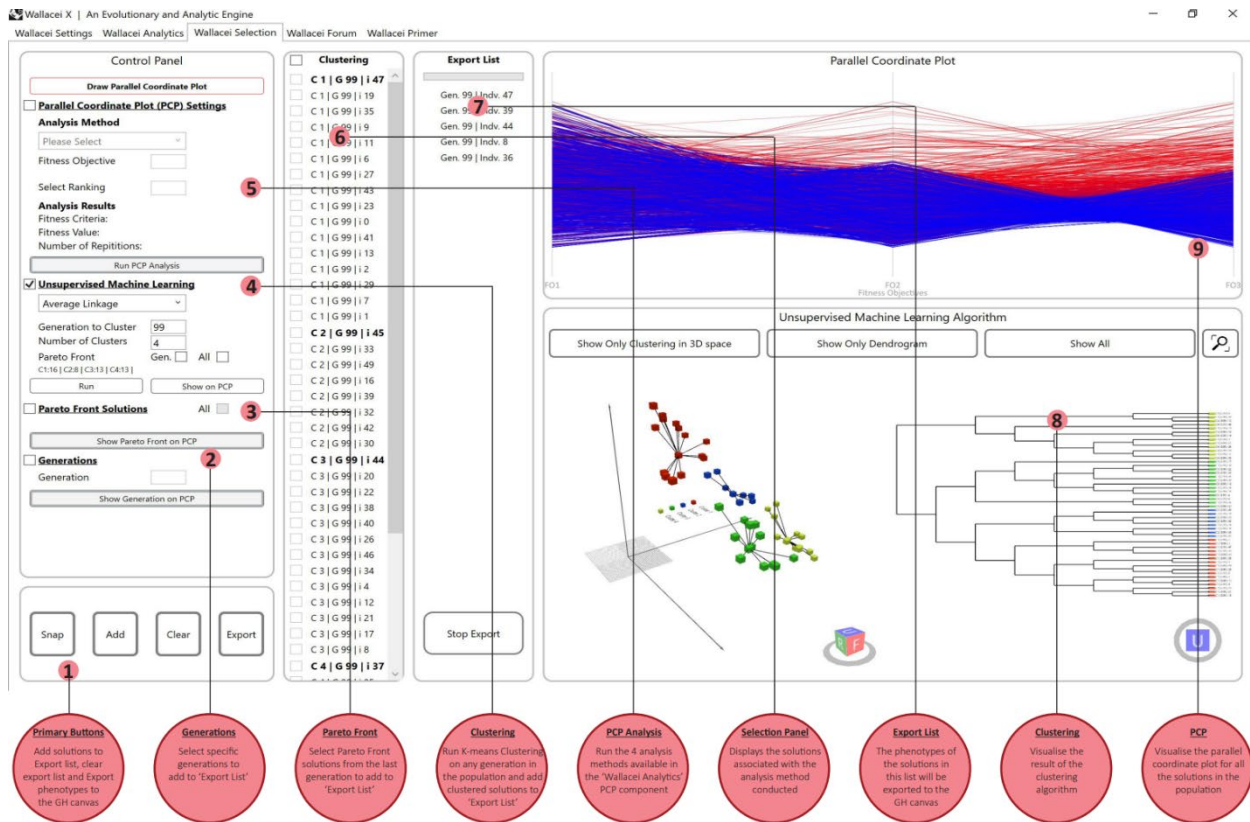 Wallacei X | An Evolutionary and Analytic Engine
Wallacei Settings Wallacei Analytics Wallacei Selection Wallacei Forum Wallacei Primer
Control Panel
Draw Parallel Coordinate Plot
Parallel Coordinate Plot (PCP) Settings
Analysis Method
Please Select
Fitness Objective
Select Ranking
5
Analysis Results
Fitness Criteria:
Fitness Value:
Number of Repititions:
Run PCP Analysis
Unsupervised Machine Learning
4
Average Linkage
Generation to Cluster 99
Number of Clusters 4
Pareto Front Gen. All
C1:16 | C2:8 | C3:13 | C4:13 |
Run Show on PCP
Pareto Front Solutions All
3
Show Pareto Front on PCP
2
Generations
Generation
Show Generation on PCP
Snap Add Clear Export
1
Clustering
C 1 | G 99 | i 47
C 1 | G 99 | i 19
C 1 | G 99 | i 35
C 1 | G 99 | i 9
6
C 1 | G 99 | i 11
C 1 | G 99 | i 6
C 1 | G 99 | i 27
C 1 | G 99 | i 43
C 1 | G 99 | i 23
C 1 | G 99 | i 0
C 1 | G 99 | i 41
C 1 | G 99 | i 13
C 1 | G 99 | i 2
C 1 | G 99 | i 29
C 1 | G 99 | i 7
C 1 | G 99 | i 1
C 2 | G 99 | i 45
C 2 | G 99 | i 33
C 2 | G 99 | i 49
C 2 | G 99 | i 16
C 2 | G 99 | i 39
C 2 | G 99 | i 32
C 2 | G 99 | i 42
C 2 | G 99 | i 30
C 3 | G 99 | i 44
C 3 | G 99 | i 20
C 3 | G 99 | i 22
C 3 | G 99 | i 38
C 3 | G 99 | i 40
C 3 | G 99 | i 26
C 3 | G 99 | i 46
C 3 | G 99 | i 34
C 3 | G 99 | i 4
C 3 | G 99 | i 12
C 3 | G 99 | i 21
C 3 | G 99 | i 17
C 3 | G 99 | i 8
C 4 | G 99 | i 37
Export List
Gen. 99 | Indv. 47
7
Gen. 99 | Indv. 39
Gen. 99 | Indv. 44
Gen. 99 | Indv. 8
Gen. 99 | Indv. 36
Stop Export
Parallel Coordinate Plot
9
FO1 FO2 FO3
Fitness Objectives
Unsupervised Machine Learning Algorithm
Show Only Clustering in 3D space Show Only Dendrogram Show All
8
R F
U
Primary Buttons
Add solutions to
Export list, clear
export list and Export
phenotypes to
the GH canvas
Generations
Select specific
generations to
add to 'Export List'
Pareto Front
Select Pareto Front
solutions from the last
generation to add to
'Export List'
Clustering
Run K-means Clustering
on any generation in
the population and add
clustered solutions to
'Export List'
PCP Analysis
Run the 4 analysis
methods available in
the 'Wallacei Analytics'
PCP component
Selection Panel
Displays the solutions
associated with the
analysis method
conducted
Export List
The phenotypes of
the solutions in
this list will be
exported to the
GH canvas
Clustering
Visualise the
result of the
clustering
algorithm
PCP
Visualise the parallel
coordinate plot for all
the solutions in the
population